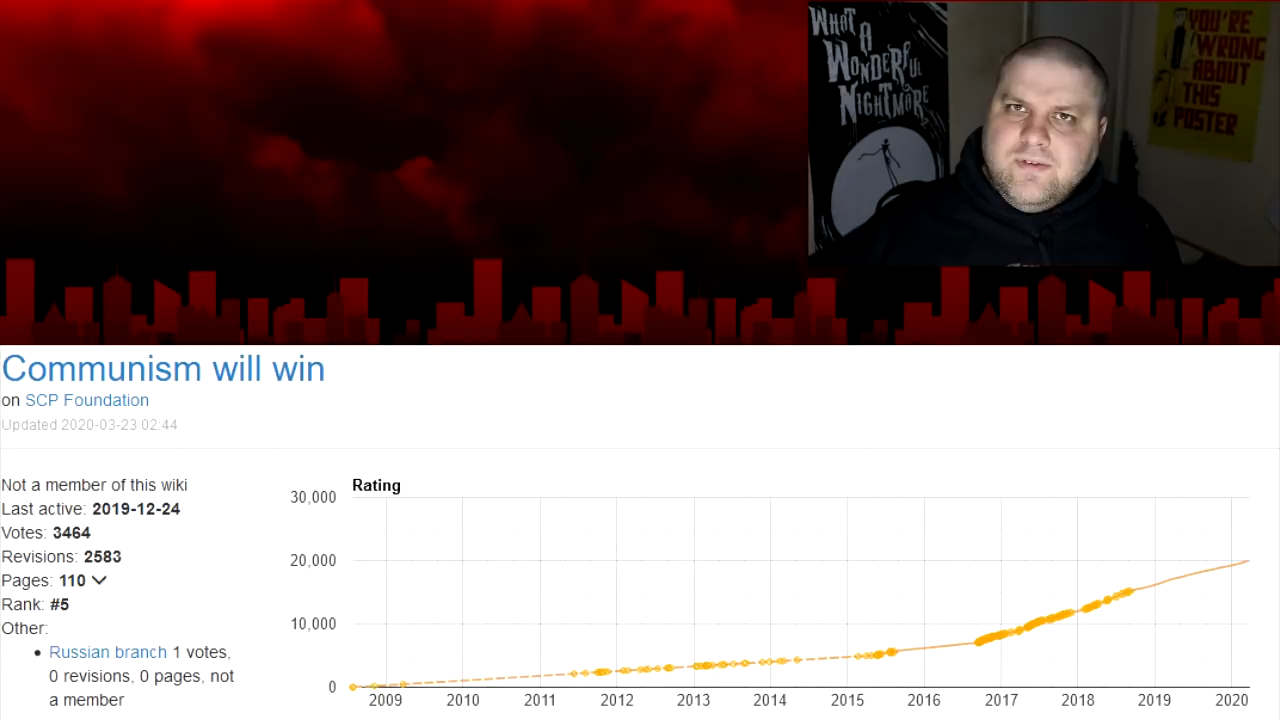 WHAT
A
WONDERFUL
NIGHTMARE
YOU'RE
WRONG
ABOUT
THIS
POSTER
Communism will win
on SCP Foundation
Updated 2020-03-23 02:44
Not a member of this wiki
Last active: 2019-12-24
Votes: 3464
Revisions: 2583
Pages: 110
Rank: #5
Other:
• Russian branch 1 votes,
0 revisions, 0 pages, not
a member
Rating
30,000
20,000
10,000
0
2009 2010 2011 2012 2013 2014 2015 2016 2017 2018 2019 2020